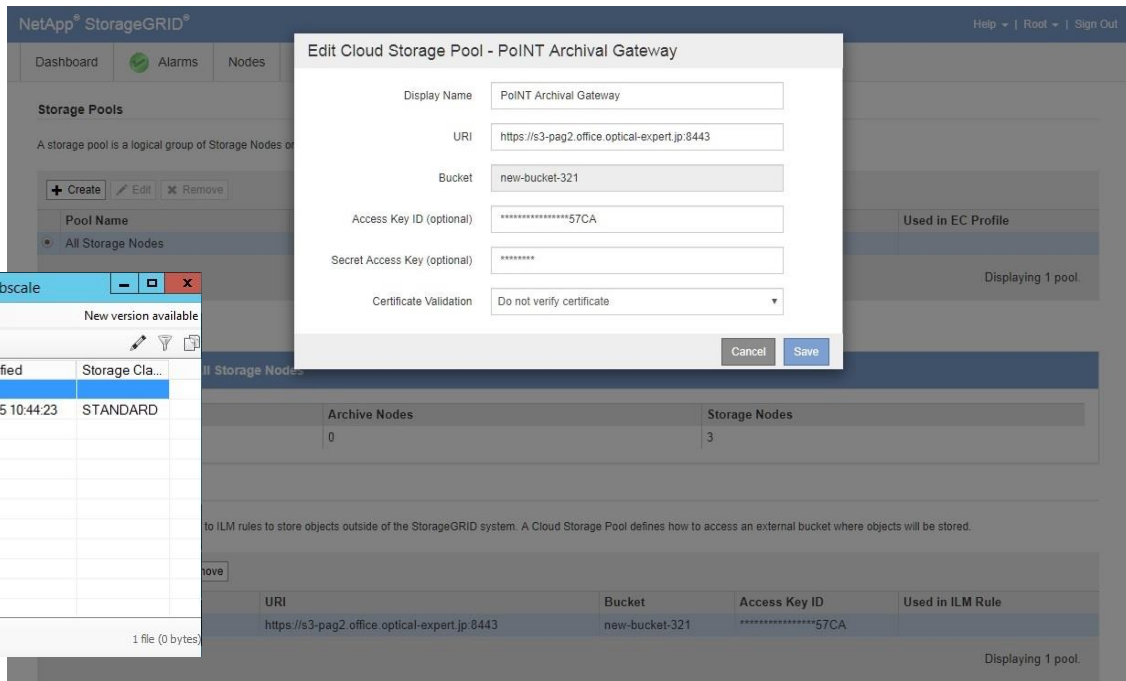 NetApp® StorageGRID®
Help | Root | Sign Out
Dashboard Alarms Nodes
Storage Pools
A storage pool is a logical group of Storage Nodes or
Create Edit Remove
Pool Name Used in EC Profile
All Storage Nodes
Displaying 1 pool.
Edit Cloud Storage Pool - PoINT Archival Gateway
Display Name PoINT Archival Gateway
URI https://s3-pag2.office.optical-expert.jp:8443
Bucket new-bucket-321
Access Key ID (optional) ****************57CA
Secret Access Key (optional) ********
Certificate Validation Do not verify certificate
Cancel Save
bscale
New version available
fied Storage Cla...
5 10:44:23 STANDARD
1 file (0 bytes)
ll Storage Nodes
Archive Nodes Storage Nodes
0 3
to ILM rules to store objects outside of the StorageGRID system. A Cloud Storage Pool defines how to access an external bucket where objects will be stored.
nove
URI Bucket Access Key ID Used in ILM Rule
https://s3-pag2.office.optical-expert.jp:8443 new-bucket-321 ****************57CA
Displaying 1 pool.